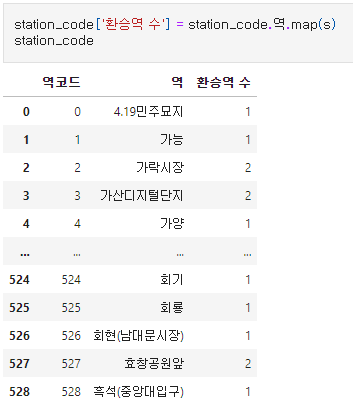 station_code['환승역 수'] = station_code.역.map(s)
station_code
역코드 역 환승역 수
0 0 4.19민주묘지 1
1 1 가능 1
2 2 가락시장 2
3 3 가산디지털단지 2
4 4 가양 1
... ... ... ...
524 524 회기 1
525 525 회룡 1
526 526 회현(남대문시장) 1
527 527 효창공원앞 2
528 528 흑석(중앙대입구) 1